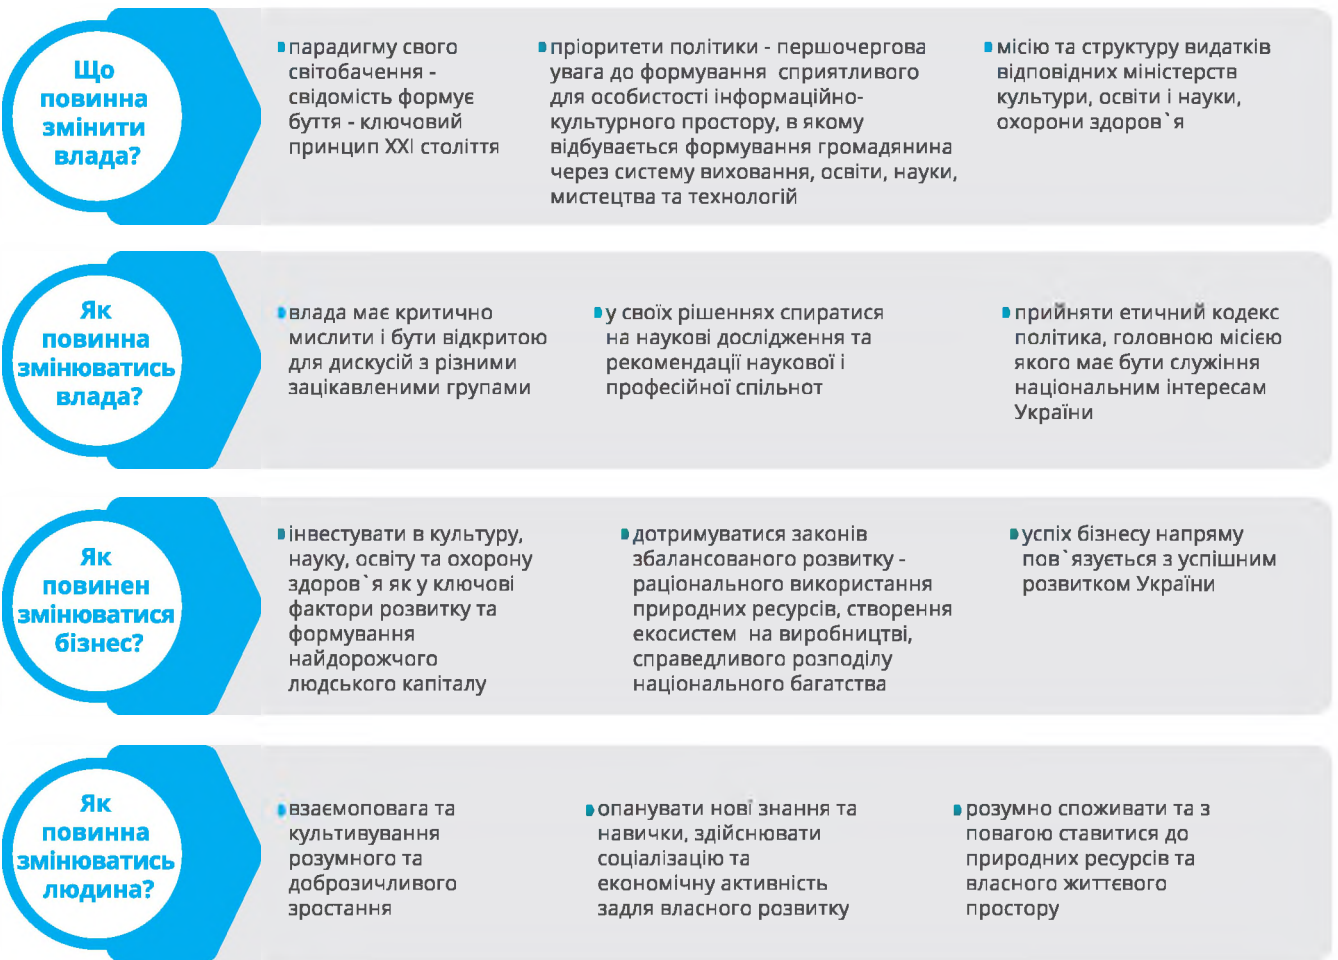 Що
повинна
змінити
влада?
парадигму свого
світобачення -
свідомість формує
буття - ключовий
принцип XXI століття
пріоритети політики - першочергова
увага до формування сприятливого
для особистості інформаційно-
культурного простору, в якому
відбувається формування громадянина
через систему виховання, освіти, науки,
мистецтва та технологій
місію та структуру видатків
відповідних міністерств
культури, освіти і науки,
охорони здоров`я
Як
повинна
змінюватись
влада?
влада має критично
мислити і бути відкритою
для дискусій з різними
зацікавленими групами
у своїх рішеннях спиратися
на наукові дослідження та
рекомендації наукової і
професійної спільнот
прийняти етичний кодекс
політика, головною місією
якого має бути служіння
національним інтересам
України
Як
повинен
змінюватися
бізнес?
інвестувати в культуру,
науку, освіту та охорону
здоров`я як у ключові
фактори розвитку та
формування
найдорожчого
людського капіталу
дотримуватися законів
збалансованого розвитку -
раціонального використання
природних ресурсів, створення
екосистем на виробництві,
справедливого розподілу
національного багатства
успіх бізнесу напряму
пов`язується з успішним
розвитком України
Як
повинна
змінюватись
людина?
взаємоповага та
культивування
розумного та
доброзичливого
зростання
опанувати нові знання та
навички, здійснювати
соціалізацію та
економічну активність
задля власного розвитку
розумно споживати та з
повагою ставитися до
природних ресурсів та
власного життєвого
простору